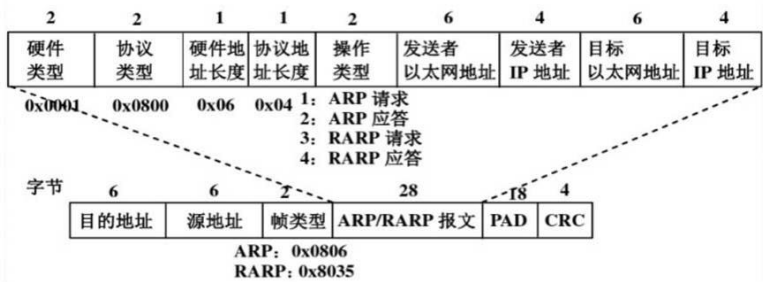 2 2 1 1 2 6 4 6 4
硬件类型 协议类型 硬件地址长度 协议地址长度 操作类型 发送者以太网地址 发送者IP 地址 目标以太网地址 目标IP 地址
0x0001 0x0800 0x06 0x04 1：ARP 请求
2：ARP 应答
3：RARP 请求
4：RARP 应答
字节 6 6 2 28 18 4
目的地址 源地址 帧类型 ARP/RARP 报文 PAD CRC
ARP：0x0806
RARP：0x8035